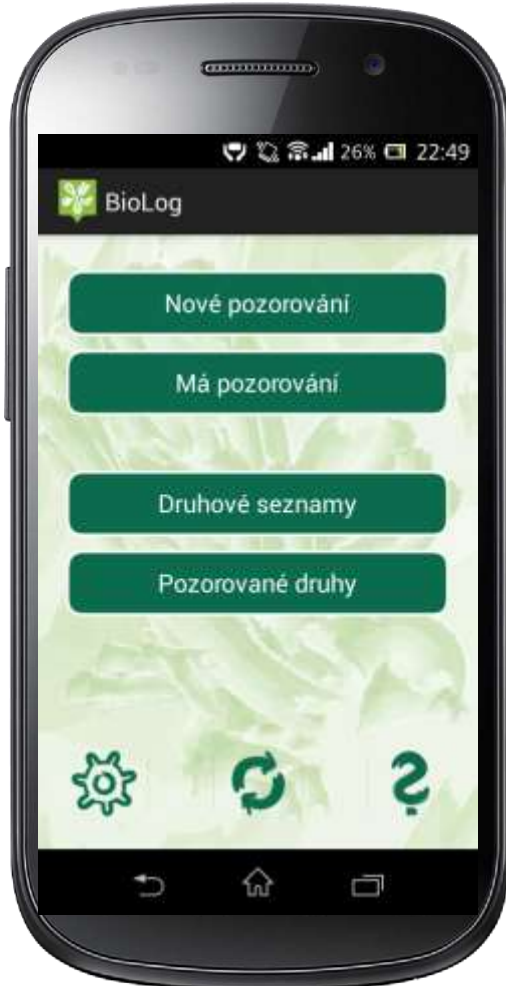 26% 22:49
BioLog
Nové pozorování
Má pozorování
Druhové seznamy
Pozorované druhy